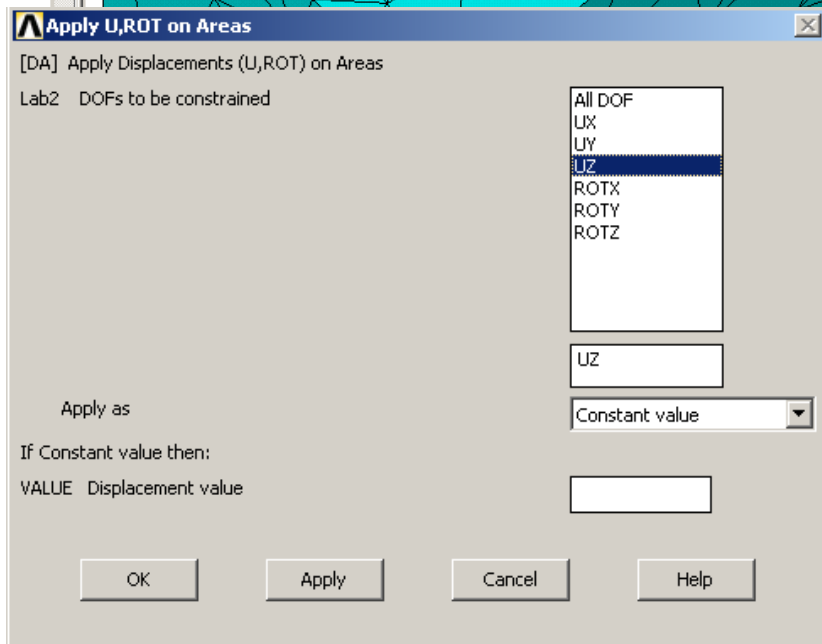 Apply U,ROT on Areas
[DA] Apply Displacements (U,ROT) on Areas
Lab2 DOFs to be constrained
All DOF
UX
UY
UZ
ROTX
ROTY
ROTZ
UZ
Apply as
Constant value
If Constant value then:
VALUE Displacement value
OK
Apply
Cancel
Help